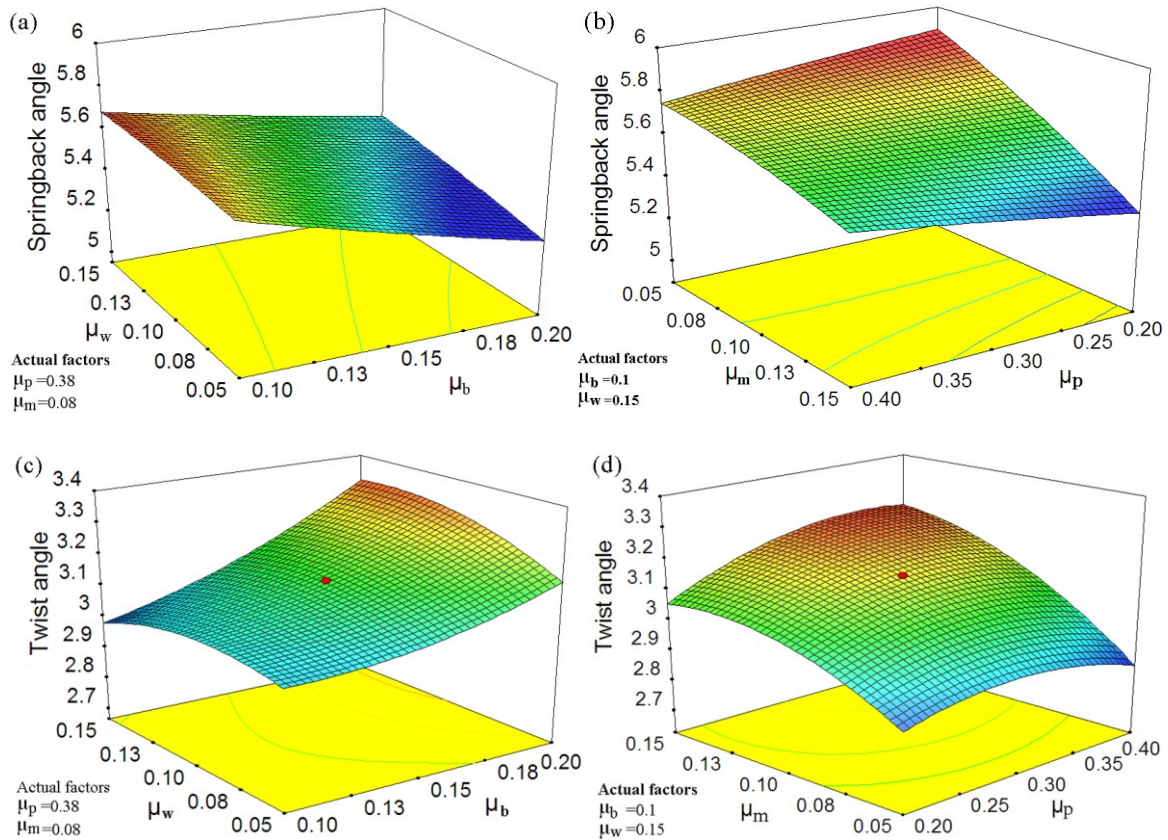 (a)
6
5.8
5.6
5.4
5.2
5
Springback angle
0.15
0.13
0.10
0.08
0.05
μw
0.10
0.13
0.15
0.18
0.20
μb
Actual factors
μp =0.38
μm =0.08
(b)
6
5.8
5.6
5.4
5.2
5
Springback angle
0.05
0.08
0.10
0.13
0.15
μm
0.40
0.35
0.30
0.25
0.20
μp
Actual factors
μb =0.1
μw =0.15
(c)
3.4
3.3
3.2
3.1
3
2.9
2.8
2.7
Twist angle
0.15
0.13
0.10
0.08
0.05
μw
0.10
0.13
0.15
0.18
0.20
μb
Actual factors
μp =0.38
μm =0.08
(d)
3.4
3.3
3.2
3.1
3
2.9
2.8
2.7
Twist angle
0.15
0.13
0.10
0.08
0.05
μm
0.20
0.25
0.30
0.35
0.40
μp
Actual factors
μb =0.1
μw =0.15